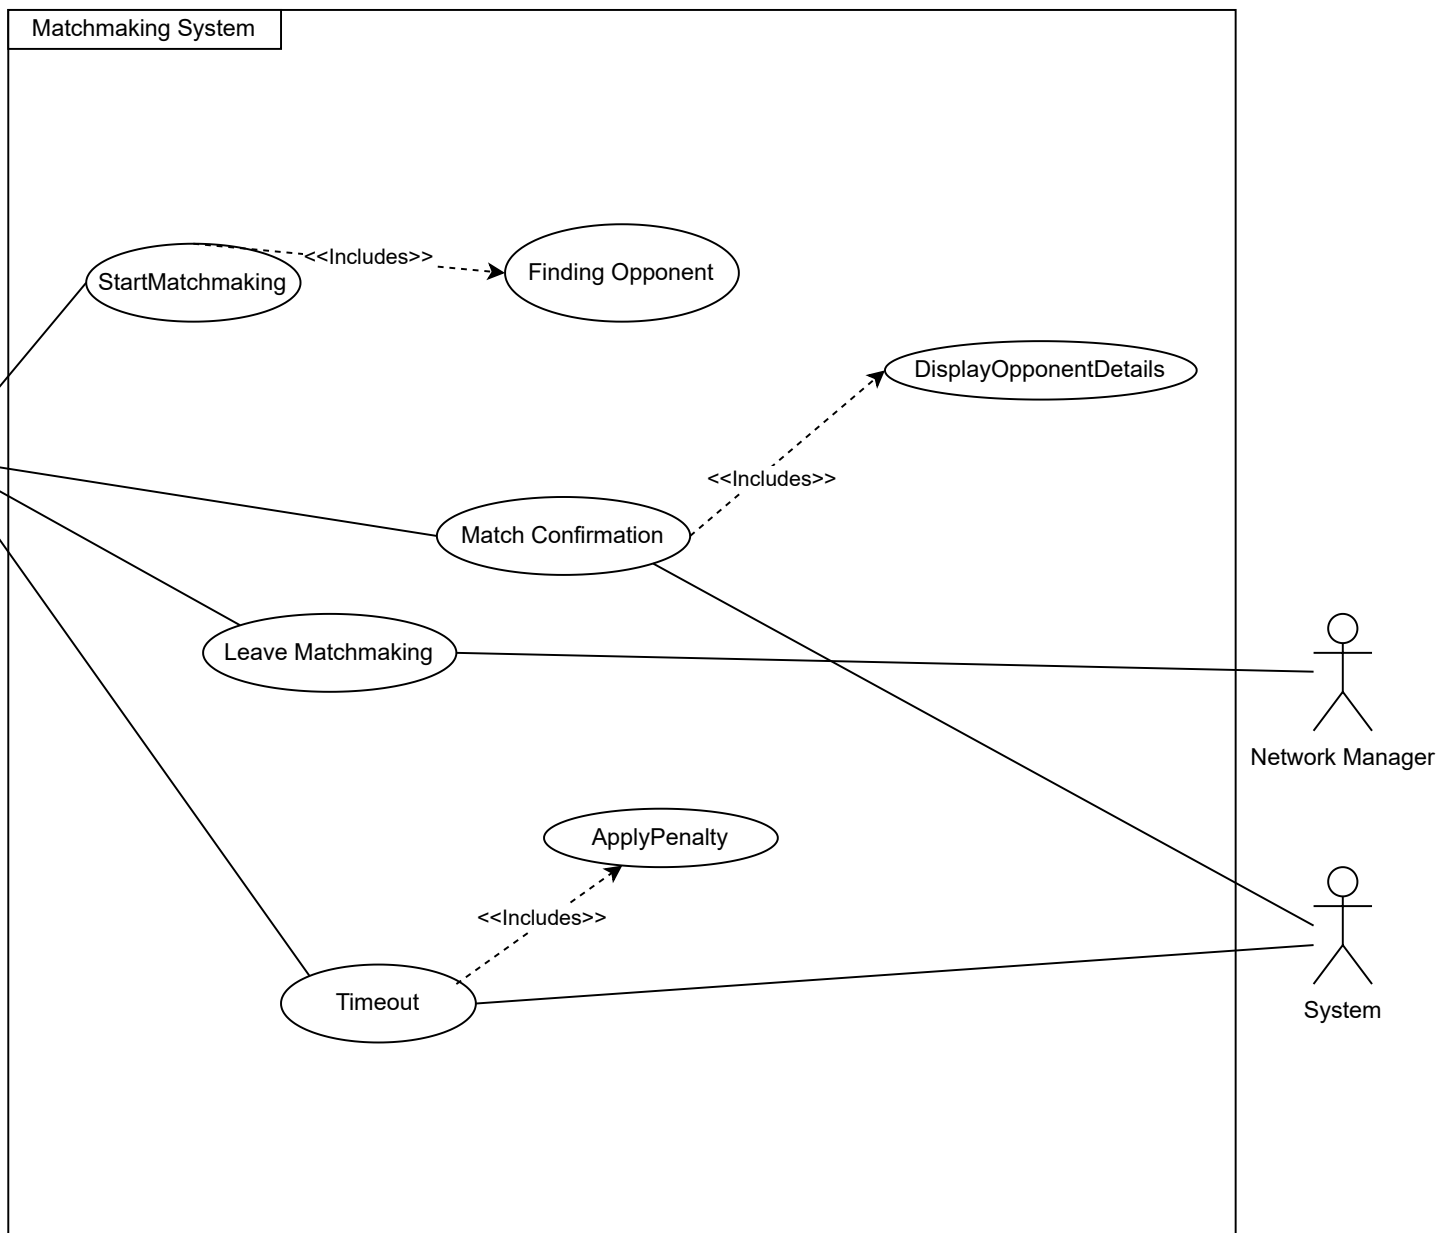 Matchmaking System
StartMatchmaking
<<Includes>>
Finding Opponent
DisplayOpponentDetails
<<Includes>>
Match Confirmation
Leave Matchmaking
Network Manager
ApplyPenalty
<<Includes>>
Timeout
System